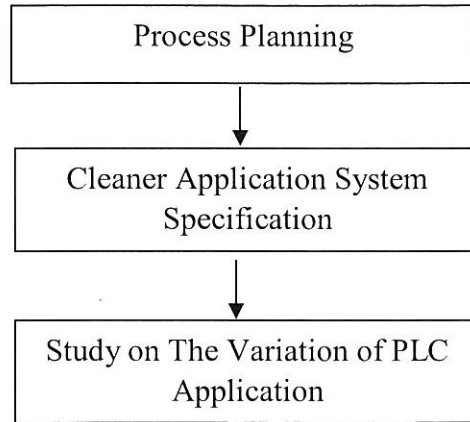 Process Planning
Cleaner Application System
Specification
Study on The Variation of PLC
Application